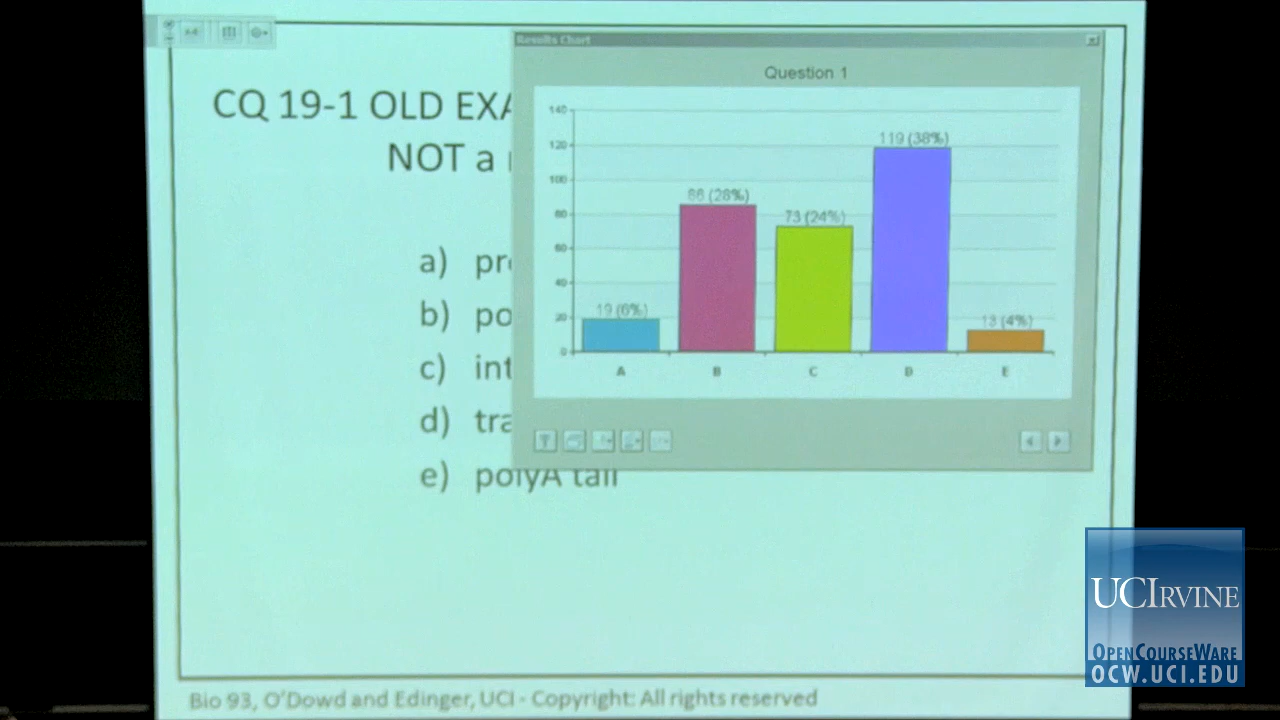 Results Chart
Question 1
CQ 19-1 OLD EXA
NOT a
140
120
100
80
60
40
20
0
19 (6%)
86 (28%)
73 (24%)
119 (38%)
13 (4%)
A B C D E
a) pr
b) po
c) int
d) tra
e) polyA tail
Bio 93, O'Dowd and Edinger, UCI - Copyright: All rights reserved
UCIRVINE
OPENCOURSEWARE
OCW.UCI.EDU